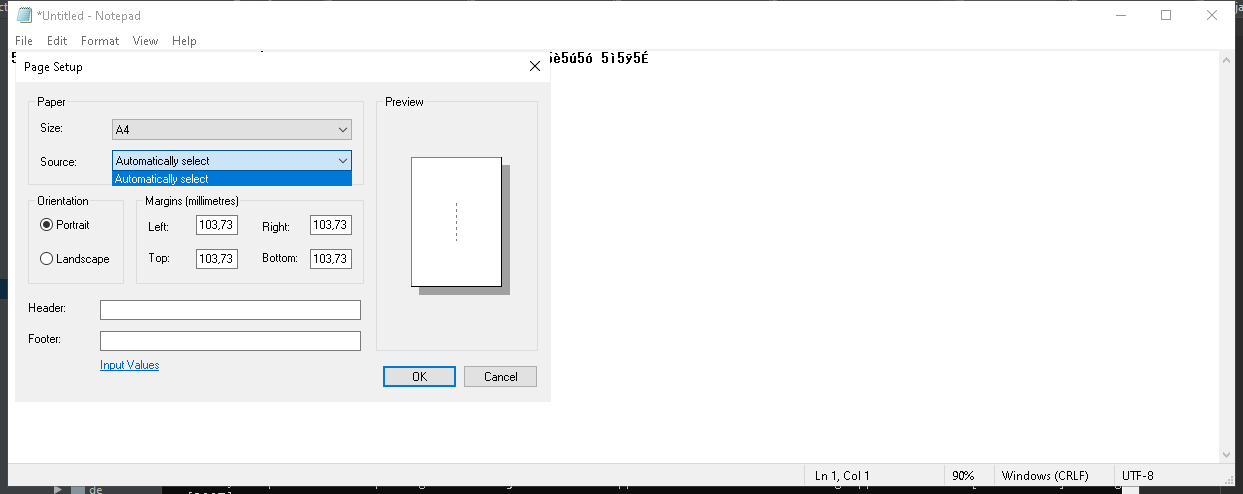 *Untitled - Notepad
File Edit Format View Help
5è5ú5ó 5ì5ÿ5É
Page Setup
Paper
Size: A4
Source: Automatically select
Automatically select
Orientation
Portrait
Landscape
Margins (millimetres)
Left: 103,73 Right: 103,73
Top: 103,73 Bottom: 103,73
Preview
Header:
Footer:
Input Values
OK Cancel
Ln 1, Col 1 90% Windows (CRLF) UTF-8
de